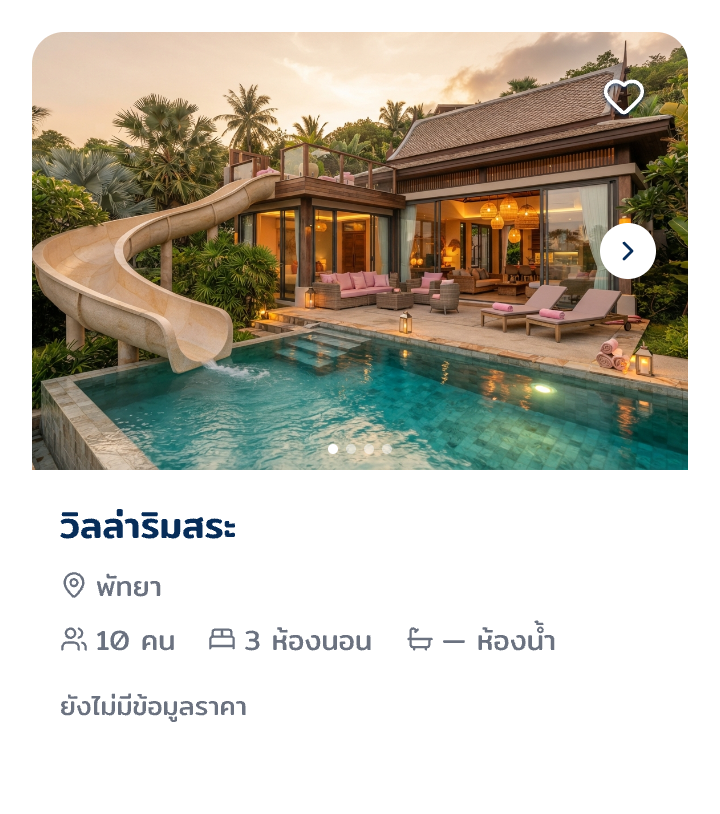 วิลล่าริมสระ
พัทยา
10 คน 3 ห้องนอน — ห้องน้ำ
ยังไม่มีข้อมูลราคา